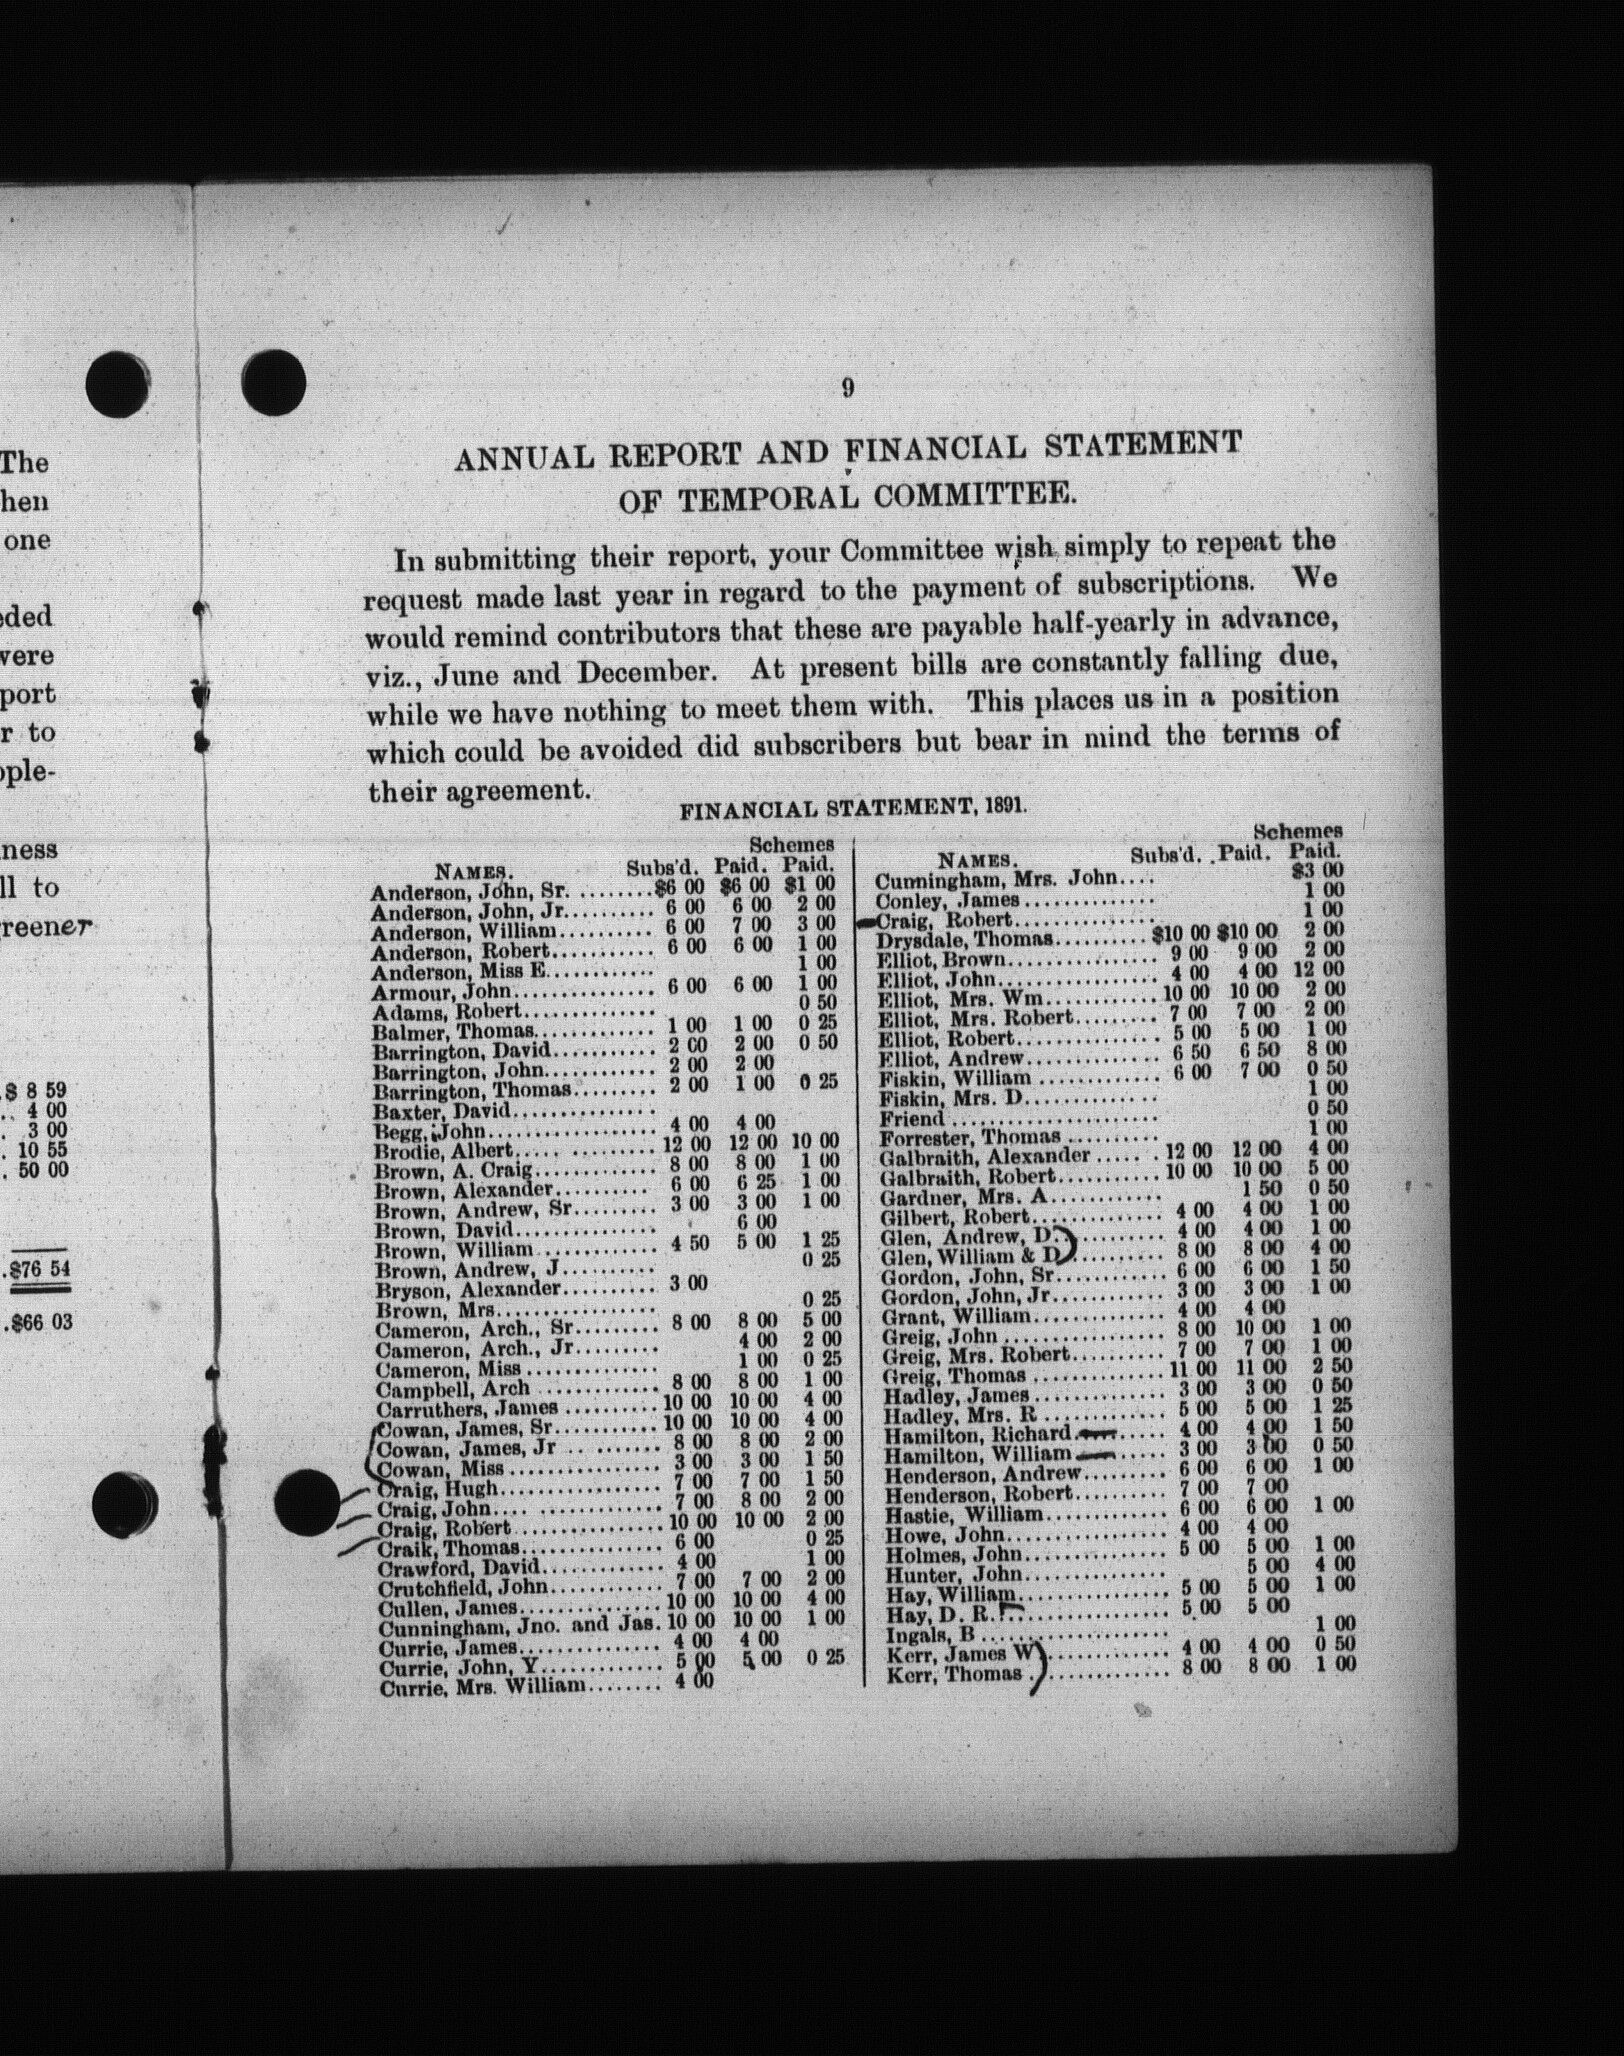 The
hen
one
eded
were
port
r to
ople-
ness
ll to
greener
.$ 8 59
.. 4 00
. 3 00
. 10 55
. 50 00
.$76 54
.$66 03
9
ANNUAL REPORT AND FINANCIAL STATEMENT
OF TEMPORAL COMMITTEE.
In submitting their report, your Committee wish simply to repeat the
request made last year in regard to the payment of subscriptions. We
would remind contributors that these are payable half-yearly in advance,
viz., June and December. At present bills are constantly falling due,
while we have nothing to meet them with. This places us in a position
which could be avoided did subscribers but bear in mind the terms of
their agreement.
FINANCIAL STATEMENT, 1891.
Schemes
NAMES. Subs'd. Paid. Paid.
Anderson, John, Sr. ........$6 00 $6 00 $1 00
Anderson, John, Jr.......... 6 00 6 00 2 00
Anderson, William.......... 6 00 7 00 3 00
Anderson, Robert........... 6 00 6 00 1 00
Anderson, Miss E............ 1 00
Armour, John............... 6 00 6 00 1 00
Adams, Robert.............. 0 50
Balmer, Thomas............. 1 00 1 00 0 25
Barrington, David........... 2 00 2 00 0 50
Barrington, John............ 2 00 2 00
Barrington, Thomas......... 2 00 1 00 0 25
Baxter, David...............
Begg, John.................. 4 00 4 00
Brodie, Albert..... ......... 12 00 12 00 10 00
Brown, A. Craig............. 8 00 8 00 1 00
Brown, Alexander.......... 6 00 6 25 1 00
Brown, Andrew, Sr......... 3 00 3 00 1 00
Brown, David............... 6 00
Brown, William ............ 4 50 5 00 1 25
Brown, Andrew, J.......... 0 25
Bryson, Alexander.......... 3 00
Brown, Mrs................. 0 25
Cameron, Arch., Sr......... 8 00 8 00 5 00
Cameron, Arch., Jr......... 4 00 2 00
Cameron, Miss .............. 1 00 0 25
Campbell, Arch ............ 8 00 8 00 1 00
Carruthers, James .......... 10 00 10 00 4 00
Cowan, James, Sr........... 10 00 10 00 4 00
Cowan, James, Jr .. ....... 8 00 8 00 2 00
Cowan, Miss ................ 3 00 3 00 1 50
Craig, Hugh................. 7 00 7 00 1 50
Craig, John.... ............. 7 00 8 00 2 00
Craig, Robert ................ 10 00 10 00 2 00
Craik, Thomas............... 6 00 0 25
Crawford, David............. 4 00 1 00
Crutchfield, John............ 7 00 7 00 2 00
Cullen, James............... 10 00 10 00 4 00
Cunningham, Jno. and Jas. 10 00 10 00 1 00
Currie, James............... 4 00 4 00
Currie, John, Y............. 5 00 5 00 0 25
Currie, Mrs. William........ 4 00
Schemes
NAMES. Subs'd. Paid. Paid.
Cunningham, Mrs. John.... $3 00
Conley, James .............. 1 00
Craig, Robert............... 1 00
Drysdale, Thomas.......... $10 00 $10 00 2 00
Elliot, Brown................ 9 00 9 00 2 00
Elliot, John................. 4 00 4 00 12 00
Elliot, Mrs. Wm............ 10 00 10 00 2 00
Elliot, Mrs. Robert......... 7 00 7 00 2 00
Elliot, Robert............... 5 00 5 00 1 00
Elliot, Andrew.............. 6 50 6 50 8 00
Fiskin, William ............. 6 00 7 00 0 50
Fiskin, Mrs. D.............. 1 00
Friend ...................... 0 50
Forrester, Thomas .......... 1 00
Galbraith, Alexander ...... 12 00 12 00 4 00
Galbraith, Robert........... 10 00 10 00 5 00
Gardner, Mrs. A............ 1 50 0 50
Gilbert, Robert.............. 4 00 4 00 1 00
Glen, Andrew, D............ 4 00 4 00 1 00
Glen, William & D.......... 8 00 8 00 4 00
Gordon, John, Sr............ 6 00 6 00 1 50
Gordon, John, Jr............ 3 00 3 00 1 00
Grant, William.............. 4 00 4 00
Greig, John ................. 8 00 10 00 1 00
Greig, Mrs. Robert.......... 7 00 7 00 1 00
Greig, Thomas .............. 11 00 11 00 2 50
Hadley, James.............. 3 00 3 00 0 50
Hadley, Mrs. R ............. 5 00 5 00 1 25
Hamilton, Richard.......... 4 00 4 00 1 50
Hamilton, William.......... 3 00 3 00 0 50
Henderson, Andrew......... 6 00 6 00 1 00
Henderson, Robert.......... 7 00 7 00
Hastie, William............. 6 00 6 00 1 00
Howe, John................. 4 00 4 00
Holmes, John............... 5 00 5 00 1 00
Hunter, John............... 5 00 4 00
Hay, William................ 5 00 5 00 1 00
Hay, D. R................... 5 00 5 00
Ingals, B .................... 1 00
Kerr, James W............. 4 00 4 00 0 50
Kerr, Thomas .............. 8 00 8 00 1 00